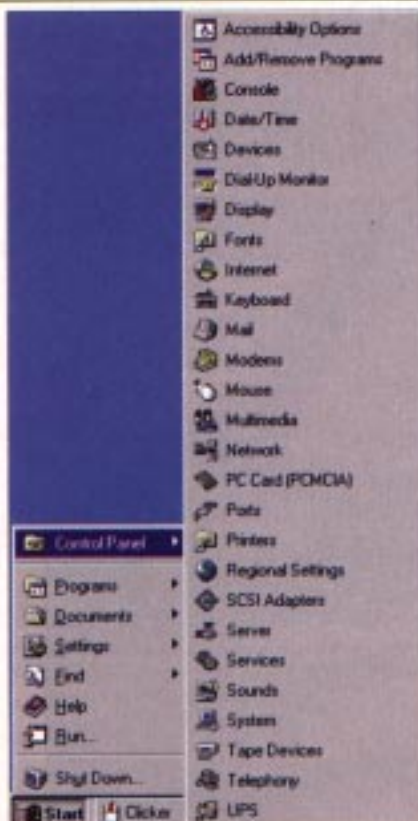 Accessibility Options
Add/Remove Programs
Console
Date/Time
Devices
Dial-Up Monitor
Display
Fonts
Internet
Keyboard
Mail
Modems
Mouse
Multimedia
Network
PC Card (PCMCIA)
Ports
Printers
Regional Settings
SCSI Adapters
Server
Services
Sounds
System
Tape Devices
Telephony
UPS
Control Panel
Programs
Documents
Settings
Find
Help
Run...
Shut Down...
Start
Clicker